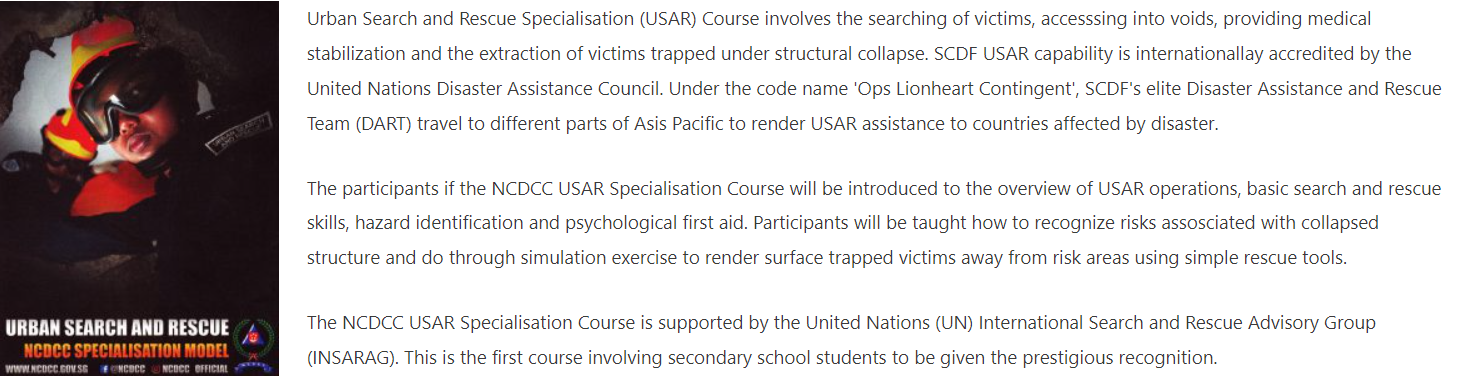 Urban Search and Rescue Specialisation (USAR) Course involves the searching of victims, accesssing into voids, providing medical
stabilization and the extraction of victims trapped under structural collapse. SCDF USAR capability is internationallay accredited by the
United Nations Disaster Assistance Council. Under the code name 'Ops Lionheart Contingent', SCDF's elite Disaster Assistance and Rescue
Team (DART) travel to different parts of Asis Pacific to render USAR assistance to countries affected by disaster.
The participants if the NCDCC USAR Specialisation Course will be introduced to the overview of USAR operations, basic search and rescue
skills, hazard identification and psychological first aid. Participants will be taught how to recognize risks assosciated with collapsed
structure and do through simulation exercise to render surface trapped victims away from risk areas using simple rescue tools.
The NCDCC USAR Specialisation Course is supported by the United Nations (UN) International Search and Rescue Advisory Group
(INSARAG). This is the first course involving secondary school students to be given the prestigious recognition.
URBAN SEARCH AND RESCUE
NCDCC SPECIALISATION MODEL
WWW.NCDCC.GOV.SG @NCDCC NCDCC_OFFICIAL